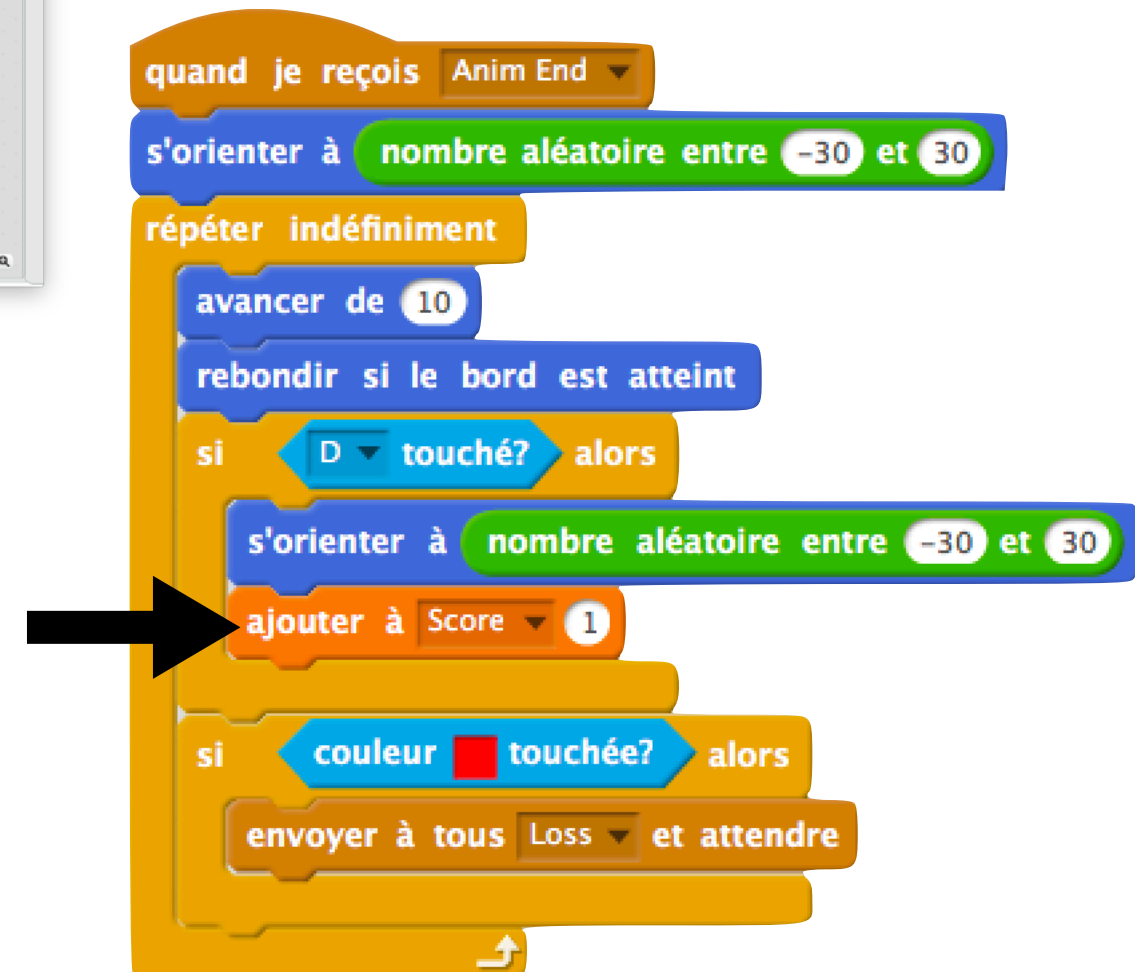 quand je reçois Anim End
s'orienter à nombre aléatoire entre -30 et 30
répéter indéfiniment
avancer de 10
rebondir si le bord est atteint
si D touché? alors
s'orienter à nombre aléatoire entre -30 et 30
ajouter à Score 1
si couleur touchée? alors
envoyer à tous Loss et attendre